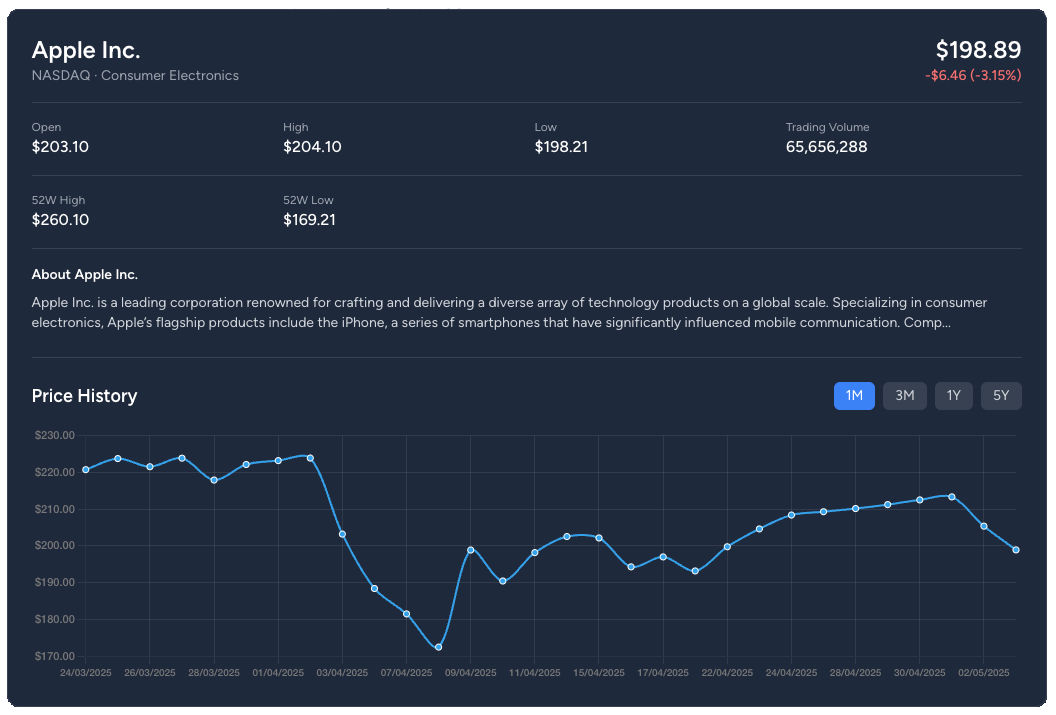 Apple Inc.
$198.89
NASDAQ · Consumer Electronics
-$6.46 (-3.15%)
Open
High
Low
Trading Volume
$203.10
$204.10
$198.21
65,656,288
52W High
52W Low
$260.10
$169.21
About Apple Inc.
Apple Inc. is a leading corporation renowned for crafting and delivering a diverse array of technology products on a global scale. Specializing in consumer
electronics, Apple's flagship products include the iPhone, a series of smartphones that have significantly influenced mobile communication. Comp...
Price History
1M
3M
1Y
5Y
$230.00
$220.00
$210.00
$200.00
$190.00
$180.00
$170.00
24/03/2025
26/03/2025
28/03/2025
01/04/2025
03/04/2025
07/04/2025
09/04/2025
11/04/2025
15/04/2025
17/04/2025
22/04/2025
24/04/2025
28/04/2025
30/04/2025
02/05/2025